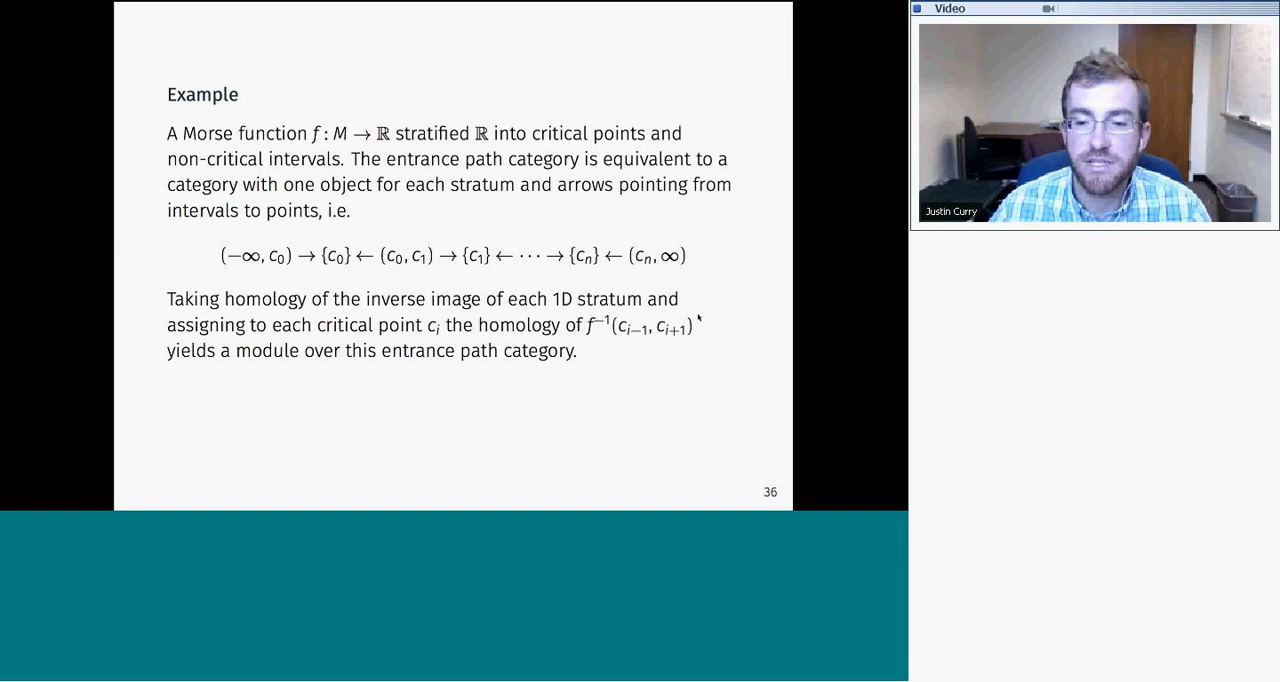 Example
A Morse function f : M → ℝ stratified ℝ into critical points and
non-critical intervals. The entrance path category is equivalent to a
category with one object for each stratum and arrows pointing from
intervals to points, i.e.
(−∞, c₀) → {c₀} ← (c₀, c₁) → {c₁} ← ⋯ → {cₙ} ← (cₙ, ∞)
Taking homology of the inverse image of each 1D stratum and
assigning to each critical point cᵢ the homology of f⁻¹(cᵢ₋₁, cᵢ₊₁)
yields a module over this entrance path category.
36
Video
Justin Curry